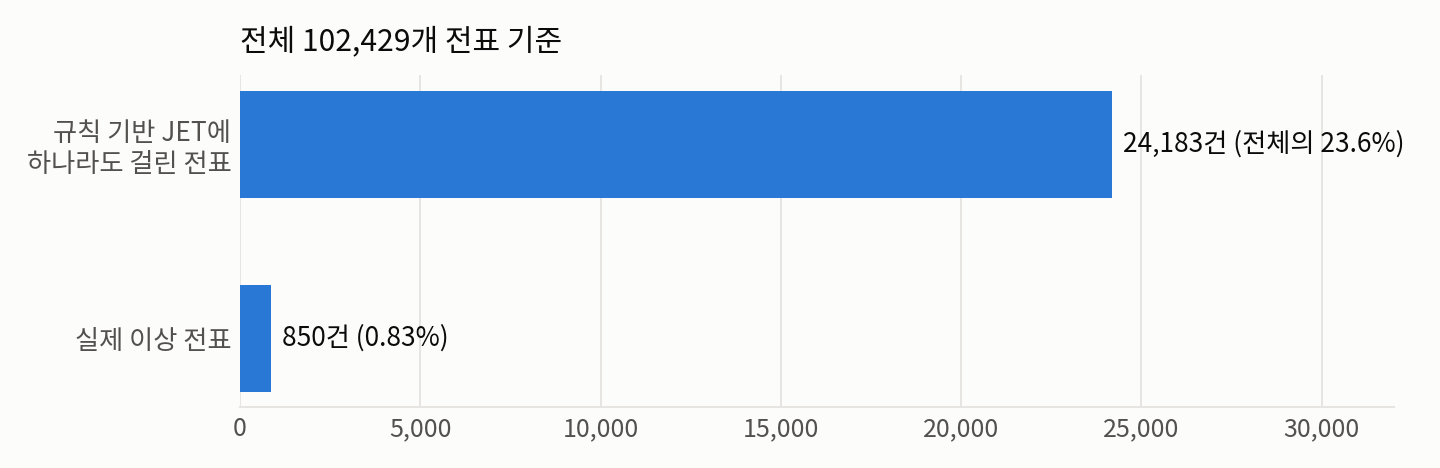 전체 102,429개 전표 기준
규칙 기반 JET에
하나라도 걸린 전표
24,183건 (전체의 23.6%)
실제 이상 전표
850건 (0.83%)
0 5,000 10,000 15,000 20,000 25,000 30,000